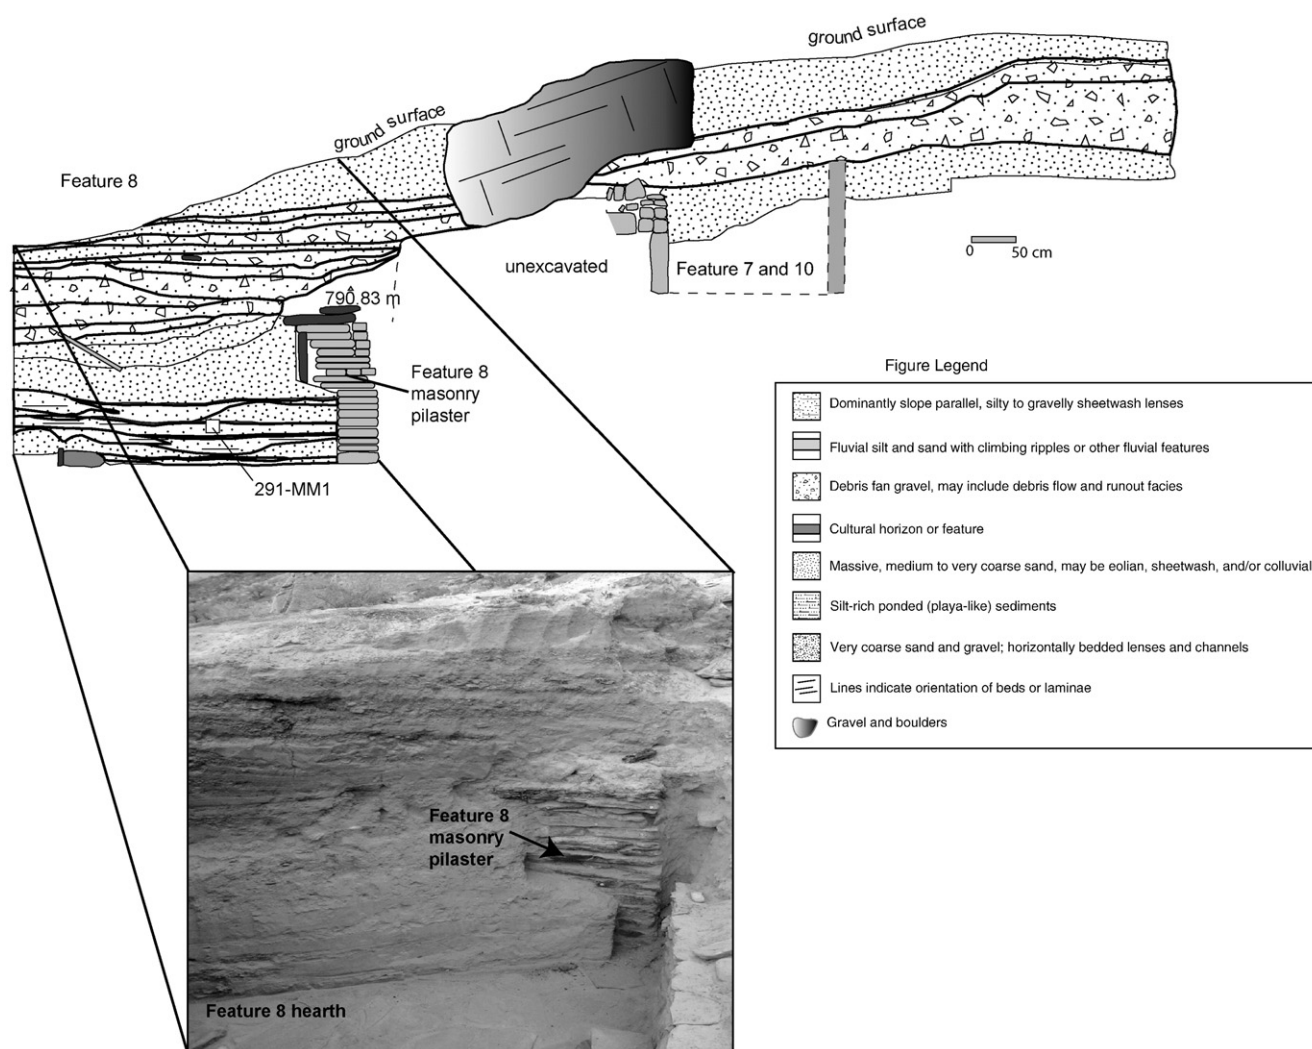 ground surface
ground surface
Feature 8
0 50 cm
unexcavated
Feature 7 and 10
790.83 m
Feature 8
masonry
pilaster
291-MM1
Figure Legend
Dominantly slope parallel, silty to gravelly sheetwash lenses
Fluvial silt and sand with climbing ripples or other fluvial features
Debris fan gravel, may include debris flow and runout facies
Cultural horizon or feature
Massive, medium to very coarse sand, may be eolian, sheetwash, and/or colluvial
Silt-rich ponded (playa-like) sediments
Very coarse sand and gravel; horizontally bedded lenses and channels
Lines indicate orientation of beds or laminae
Gravel and boulders
Feature 8
masonry
pilaster
Feature 8 hearth